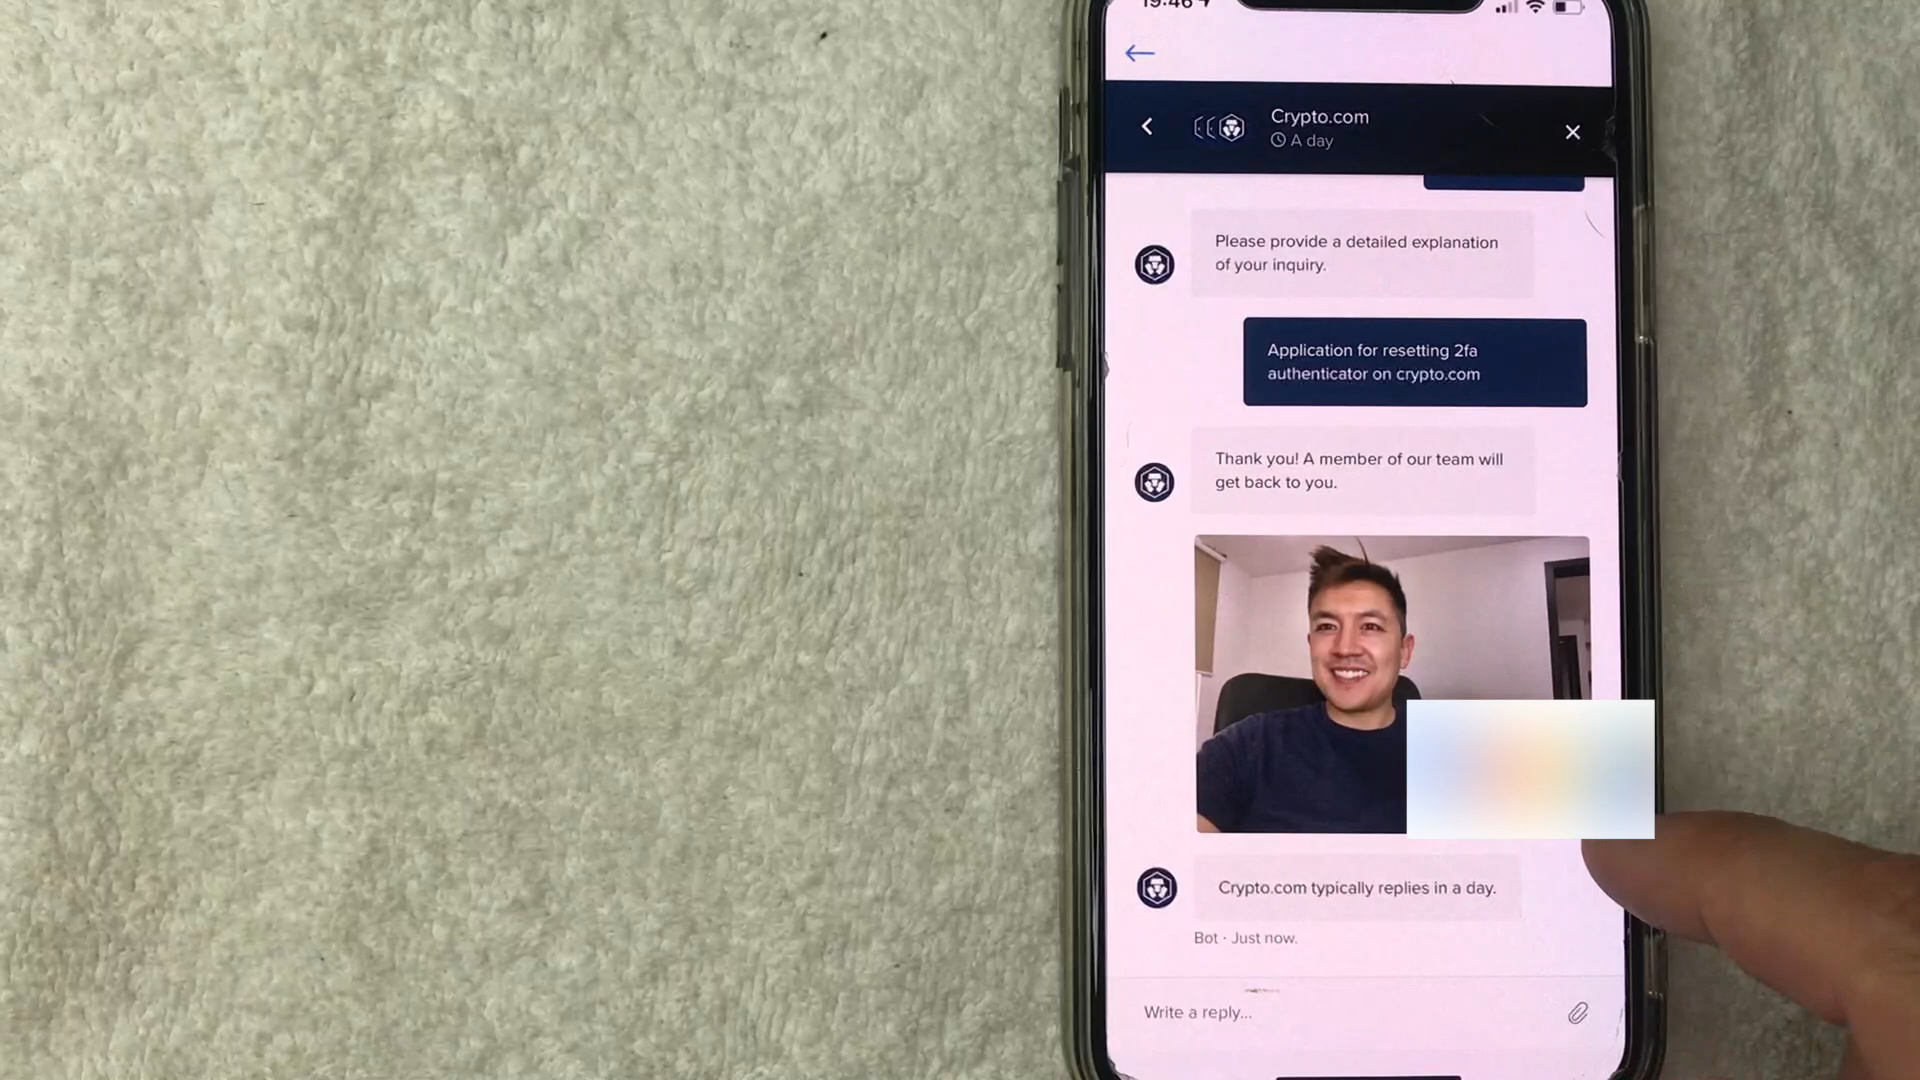 19:46
Crypto.com
A day
Please provide a detailed explanation
of your inquiry.
Application for resetting 2fa
authenticator on crypto.com
Thank you! A member of our team will
get back to you.
Crypto.com typically replies in a day.
Bot · Just now.
Write a reply...